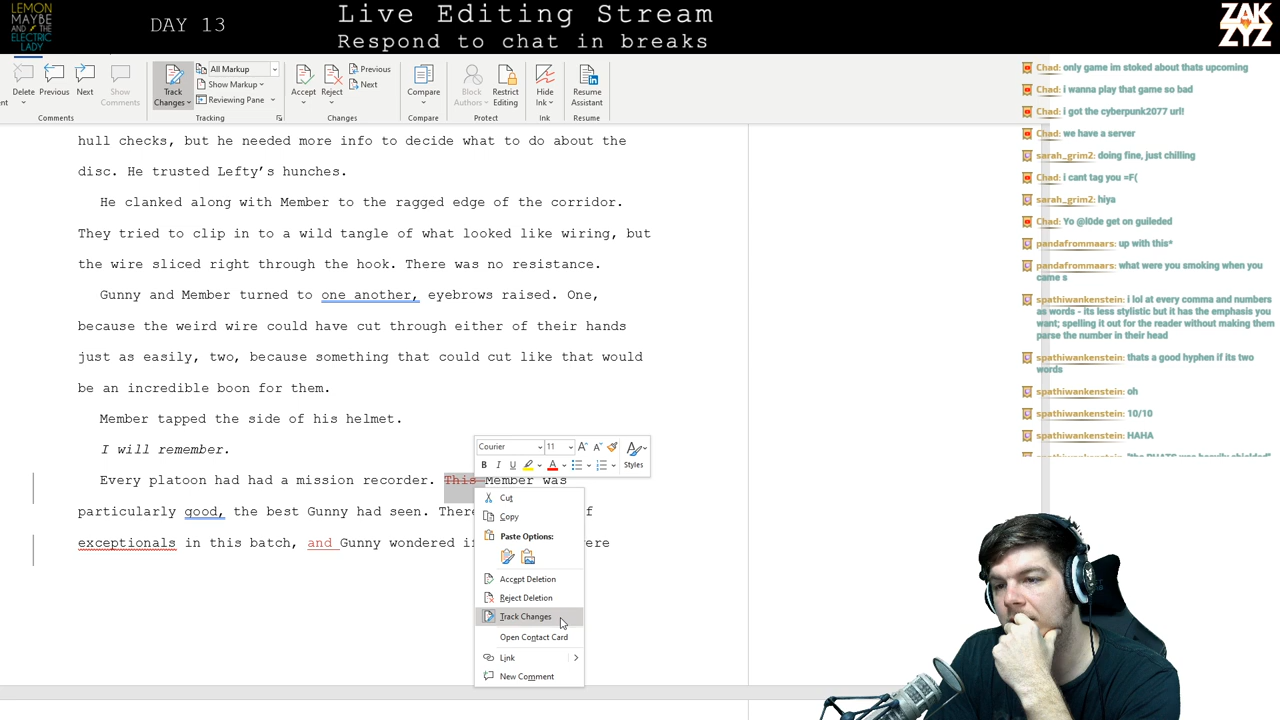 LEMON
MAYBE
AND THE
ELECTRIC
LADY
DAY 13
Live Editing Stream
Respond to chat in breaks
ZAK
ZYZ
Delete
Previous
Next
Show
Comments
Comments
Track
Changes
All Markup
Show Markup
Reviewing Pane
Tracking
Accept
Reject
Previous
Next
Changes
Compare
Compare
Block
Authors
Restrict
Editing
Protect
Hide
Ink
Ink
Resume
Assistant
Resume
hull checks, but he needed more info to decide what to do about the
disc. He trusted Lefty’s hunches.
He clanked along with Member to the jagged edge of the corridor.
They tried to clip in to a wild angle of what looked like wiring, but
the wire sliced right through the hook. There was no resistance.
Gunny and Member turned to one another, eyebrows raised. One,
because the weird wire could have cut through either of their hands
just as easily, two, because something that could cut like that would
be an incredible boon for them.
Member tapped the side of his helmet.
I will remember.
Every platoon had had a mission recorder. This Member was
particularly good, the best Gunny had seen. There f
exceptionals in this batch, and Gunny wondered if ere
Courier
11
B I U A
Styles
Cut
Copy
Paste Options:
Accept Deletion
Reject Deletion
Track Changes
Open Contact Card
Link
New Comment
Chad: only game im stoked about thats upcoming
Chad: i wanna play that game so bad
Chad: i got the cyberpunk2077 url!
Chad: we have a server
sarah_grim2: doing fine, just chilling
Chad: i cant tag you =F(
sarah_grim2: hiya
Chad: Yo @l0de get on guileded
pandafrommaars: up with this*
pandafrommaars: what were you smoking when you
came s
spathiwankenstein: i lol at every comma and numbers
as words - its less stylistic but it has the emphasis you
want; spelling it out for the reader without making them
parse the number in their head
spathiwankenstein: thats a good hyphen if its two
words
spathiwankenstein: oh
spathiwankenstein: 10/10
spathiwankenstein: HAHA